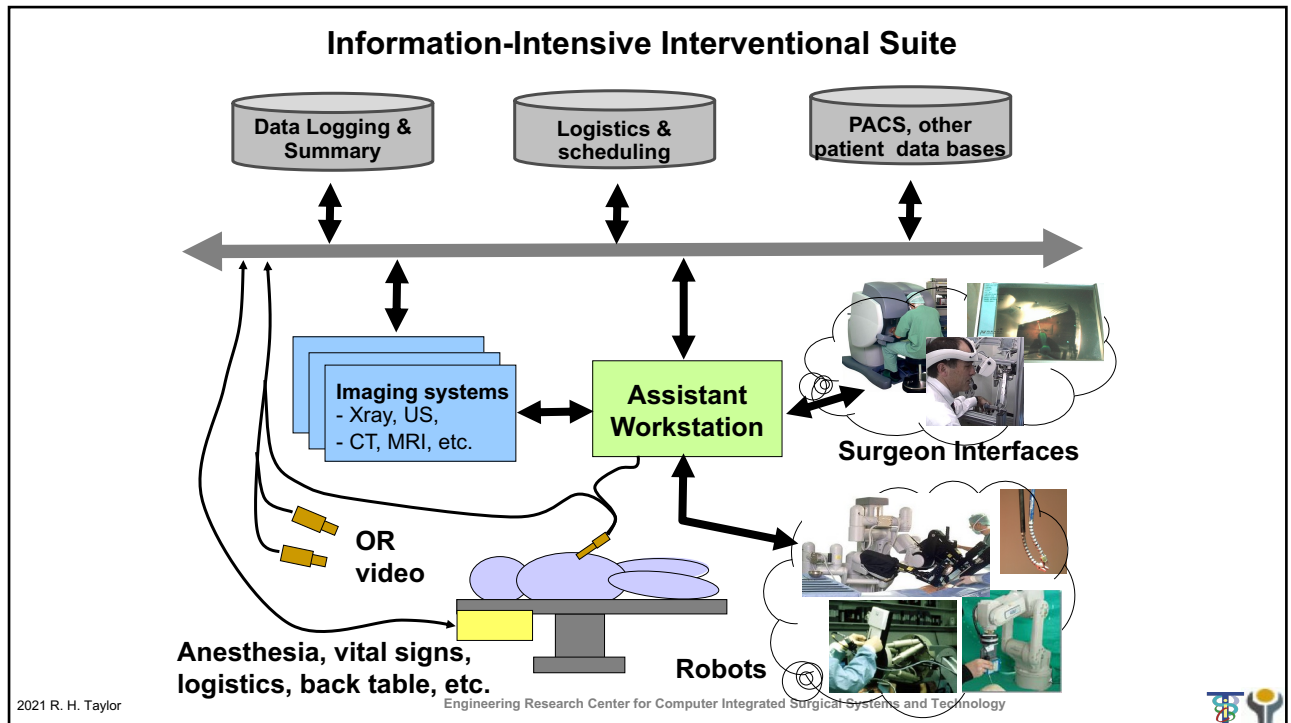 Information-Intensive Interventional Suite
Data Logging &
Summary
Logistics &
scheduling
PACS, other
patient data bases
Imaging systems
- Xray, US,
- CT, MRI, etc.
Assistant
Workstation
Surgeon Interfaces
OR
video
Anesthesia, vital signs,
logistics, back table, etc.
Robots
2021 R. H. Taylor
Engineering Research Center for Computer Integrated Surgical Systems and Technology